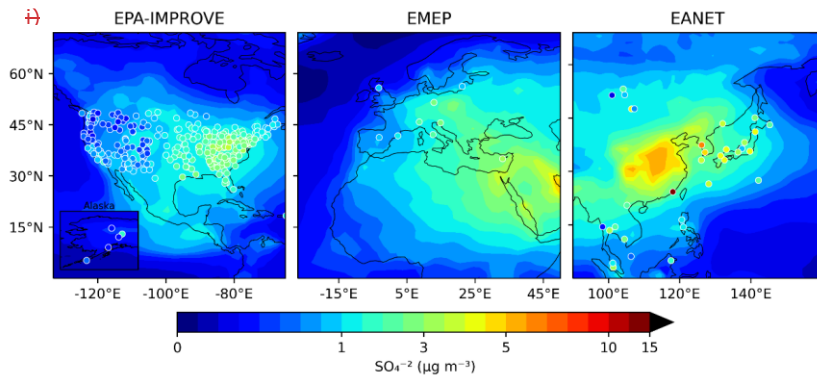 i)
EPA-IMPROVE EMEP EANET
60°N
45°N
30°N
15°N
Alaska
-120°E -100°E -80°E -15°E 5°E 25°E 45°E 100°E 120°E 140°E
0 1 3 5 10 15
SO₄⁻² (µg m⁻³)